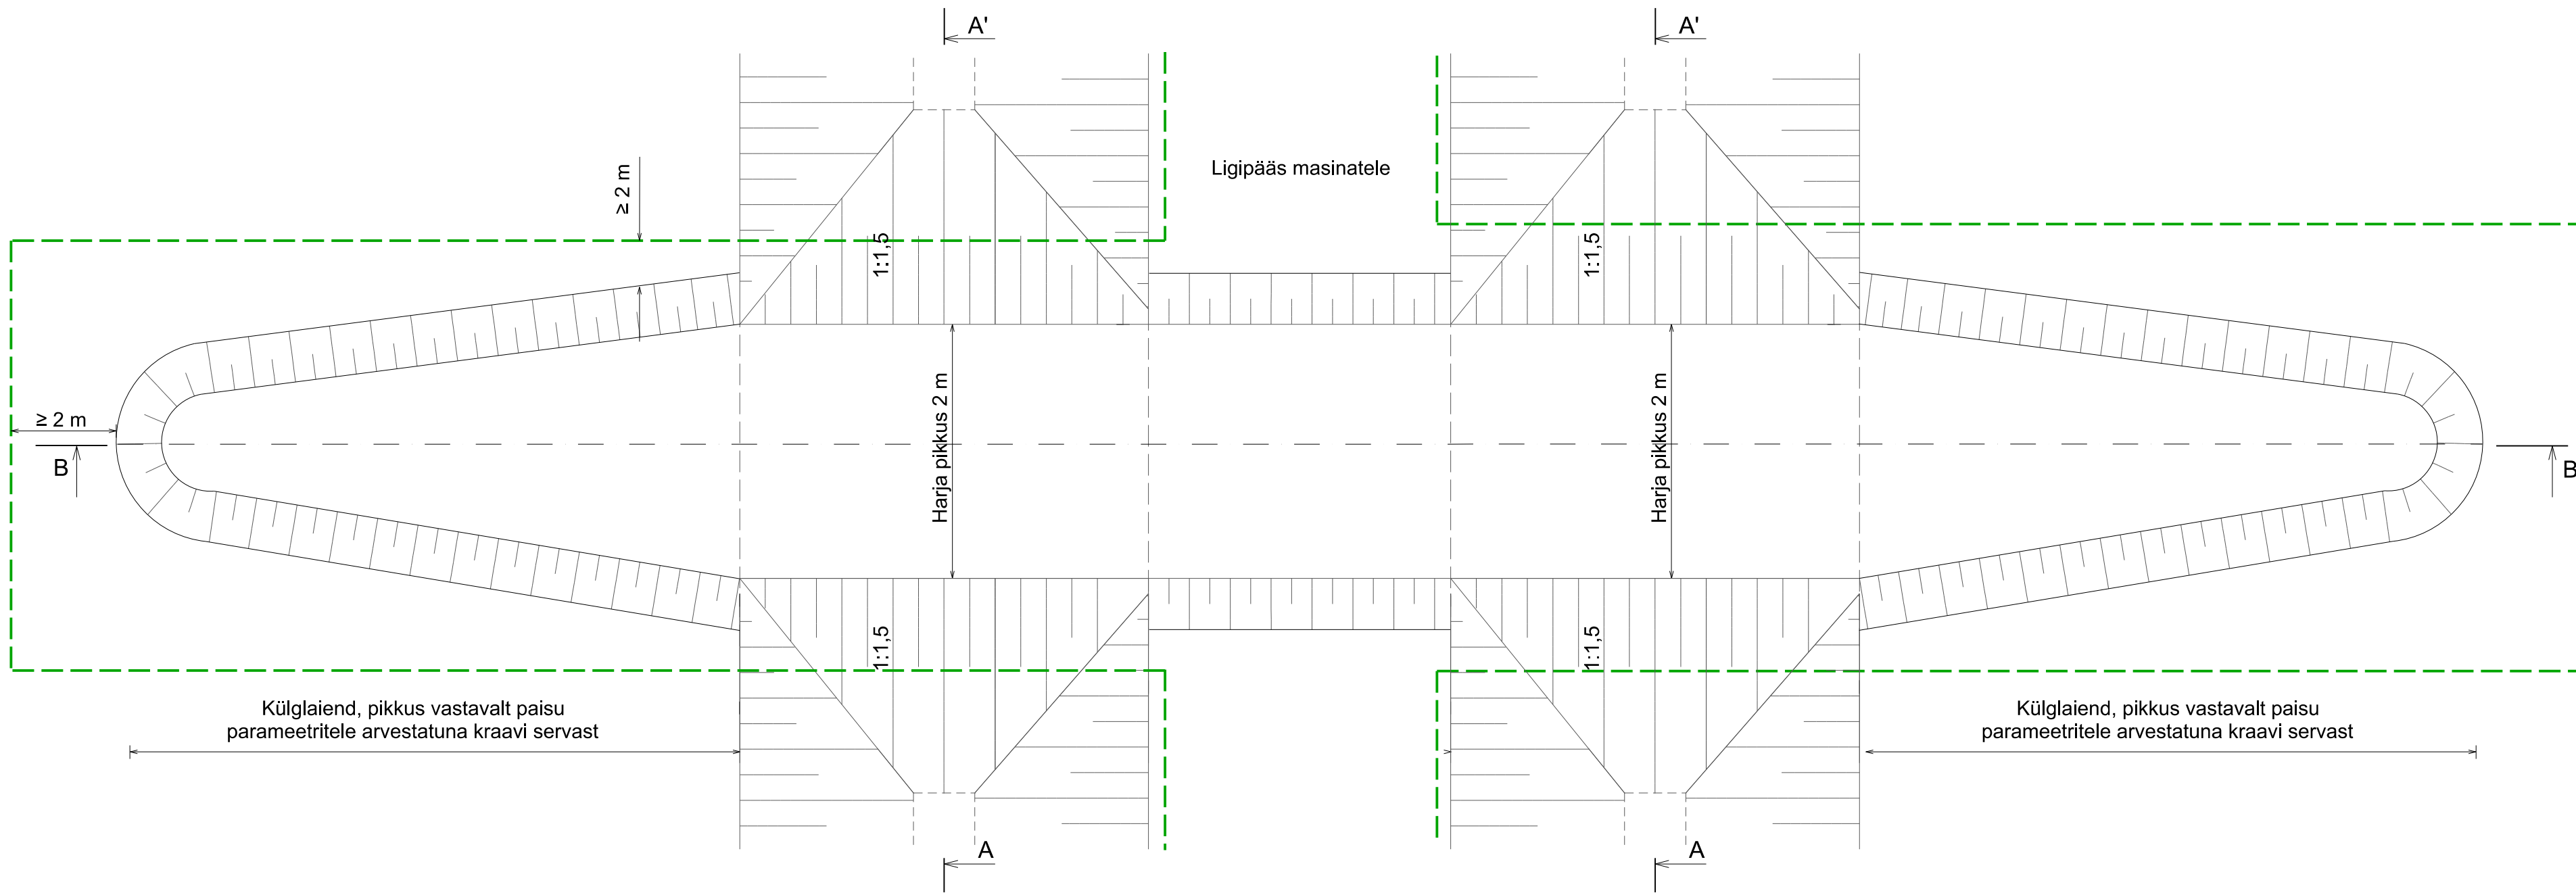 A'
A'
Ligipääs masinatele
≥ 2 m
1:1,5
1:1,5
≥ 2 m
Harja pikkus 2 m
Harja pikkus 2 m
B
B
1:1,5
1:1,5
Külglaiend, pikkus vastavalt paisu
parameetritele arvestatuna kraavi servast
Külglaiend, pikkus vastavalt paisu
parameetritele arvestatuna kraavi servast
A
A